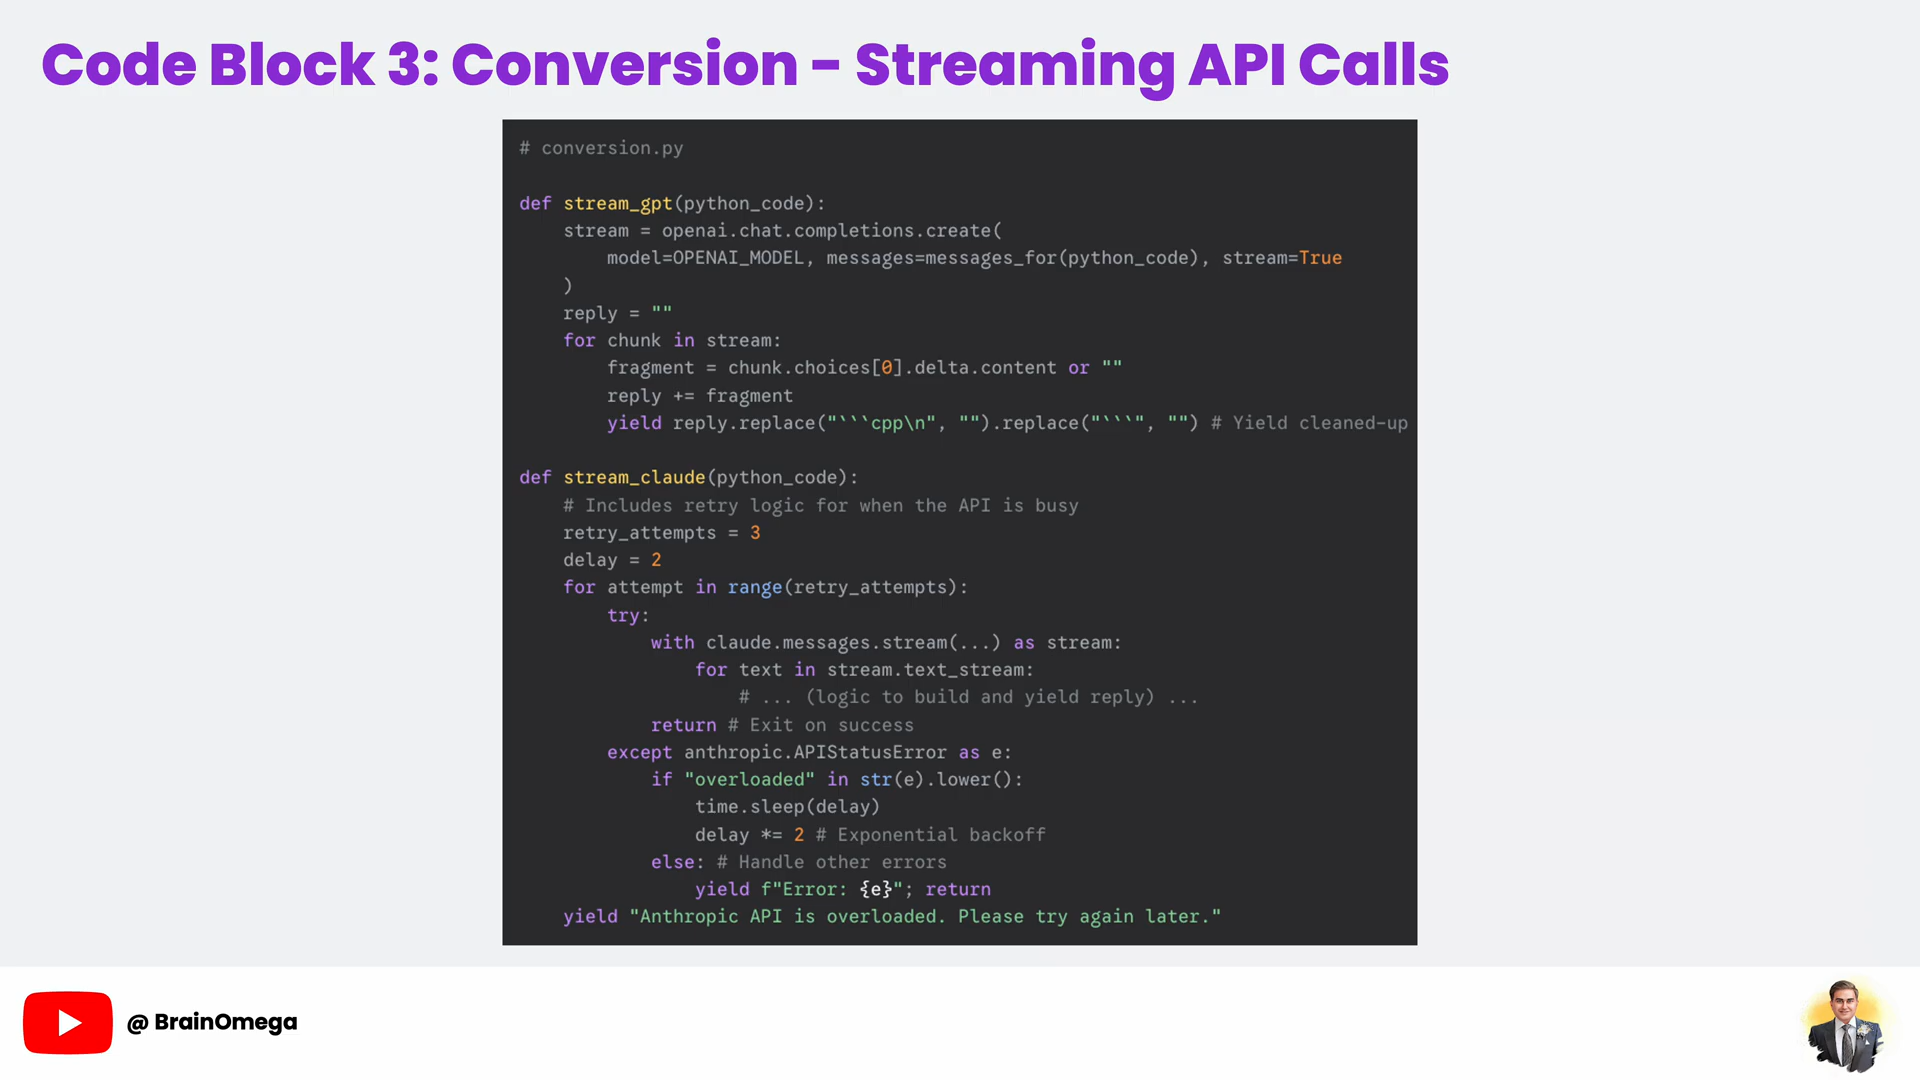 Code Block 3: Conversion - Streaming API Calls
# conversion.py
def stream_gpt(python_code):
    stream = openai.chat.completions.create(
        model=OPENAI_MODEL, messages=messages_for(python_code), stream=True
    )
    reply = ""
    for chunk in stream:
        fragment = chunk.choices[0].delta.content or ""
        reply += fragment
        yield reply.replace("```cpp\n", "").replace("```", "") # Yield cleaned-up
def stream_claude(python_code):
    # Includes retry logic for when the API is busy
    retry_attempts = 3
    delay = 2
    for attempt in range(retry_attempts):
        try:
            with claude.messages.stream(...) as stream:
                for text in stream.text_stream:
                    # ... (logic to build and yield reply) ...
            return # Exit on success
        except anthropic.APIStatusError as e:
            if "overloaded" in str(e).lower():
                time.sleep(delay)
                delay *= 2 # Exponential backoff
            else: # Handle other errors
                yield f"Error: {e}"; return
    yield "Anthropic API is overloaded. Please try again later."
@ BrainOmega